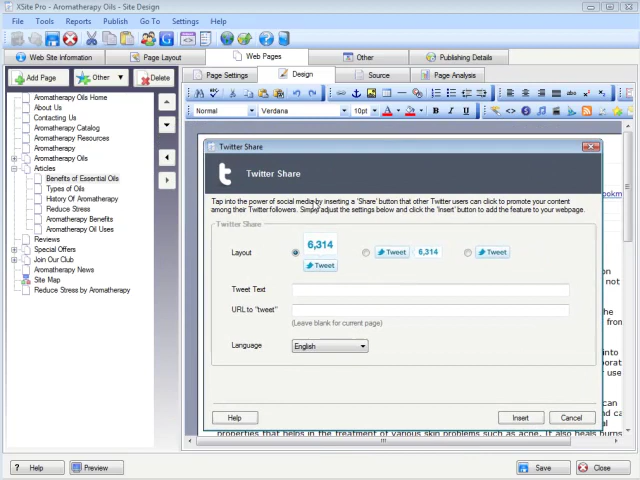 XSite Pro - Aromatherapy Oils - Site Design
File Tools Reports Publish Go To Settings Help
Web Site Information Page Layout Web Pages Other Publishing Details
Add Page Other Delete
Page Settings Design Source Page Analysis
Normal Verdana 10pt B I U
Aromatherapy Oils Home
About Us
Contacting Us
Aromatherapy Catalog
Aromatherapy Resources
Aromatherapy
Aromatherapy Oils
Articles
Benefits of Essential Oils
Types of Oils
History Of Aromatherapy
Aromatherapy Benefits
Aromatherapy Oil Uses
Reviews
Special Offers
Join Our Club
Aromatherapy News
Site Map
Reduce Stress by Aromatherapy
Twitter Share
Twitter Share
Tap into the power of social media by inserting a 'Share' button that other Twitter users can click to promote your content
among their Twitter followers. Simply adjust the settings below and click the 'Insert' button to add the feature to your webpage.
Twitter Share
Layout 6,314 Tweet Tweet 6,314 Tweet
Tweet Text
URL to "tweet"
(Leave blank for current page)
Language English
Help Insert Cancel
properties that helps in the treatment of various skin problems such as acne. It also heals burns
Help Preview Save Close